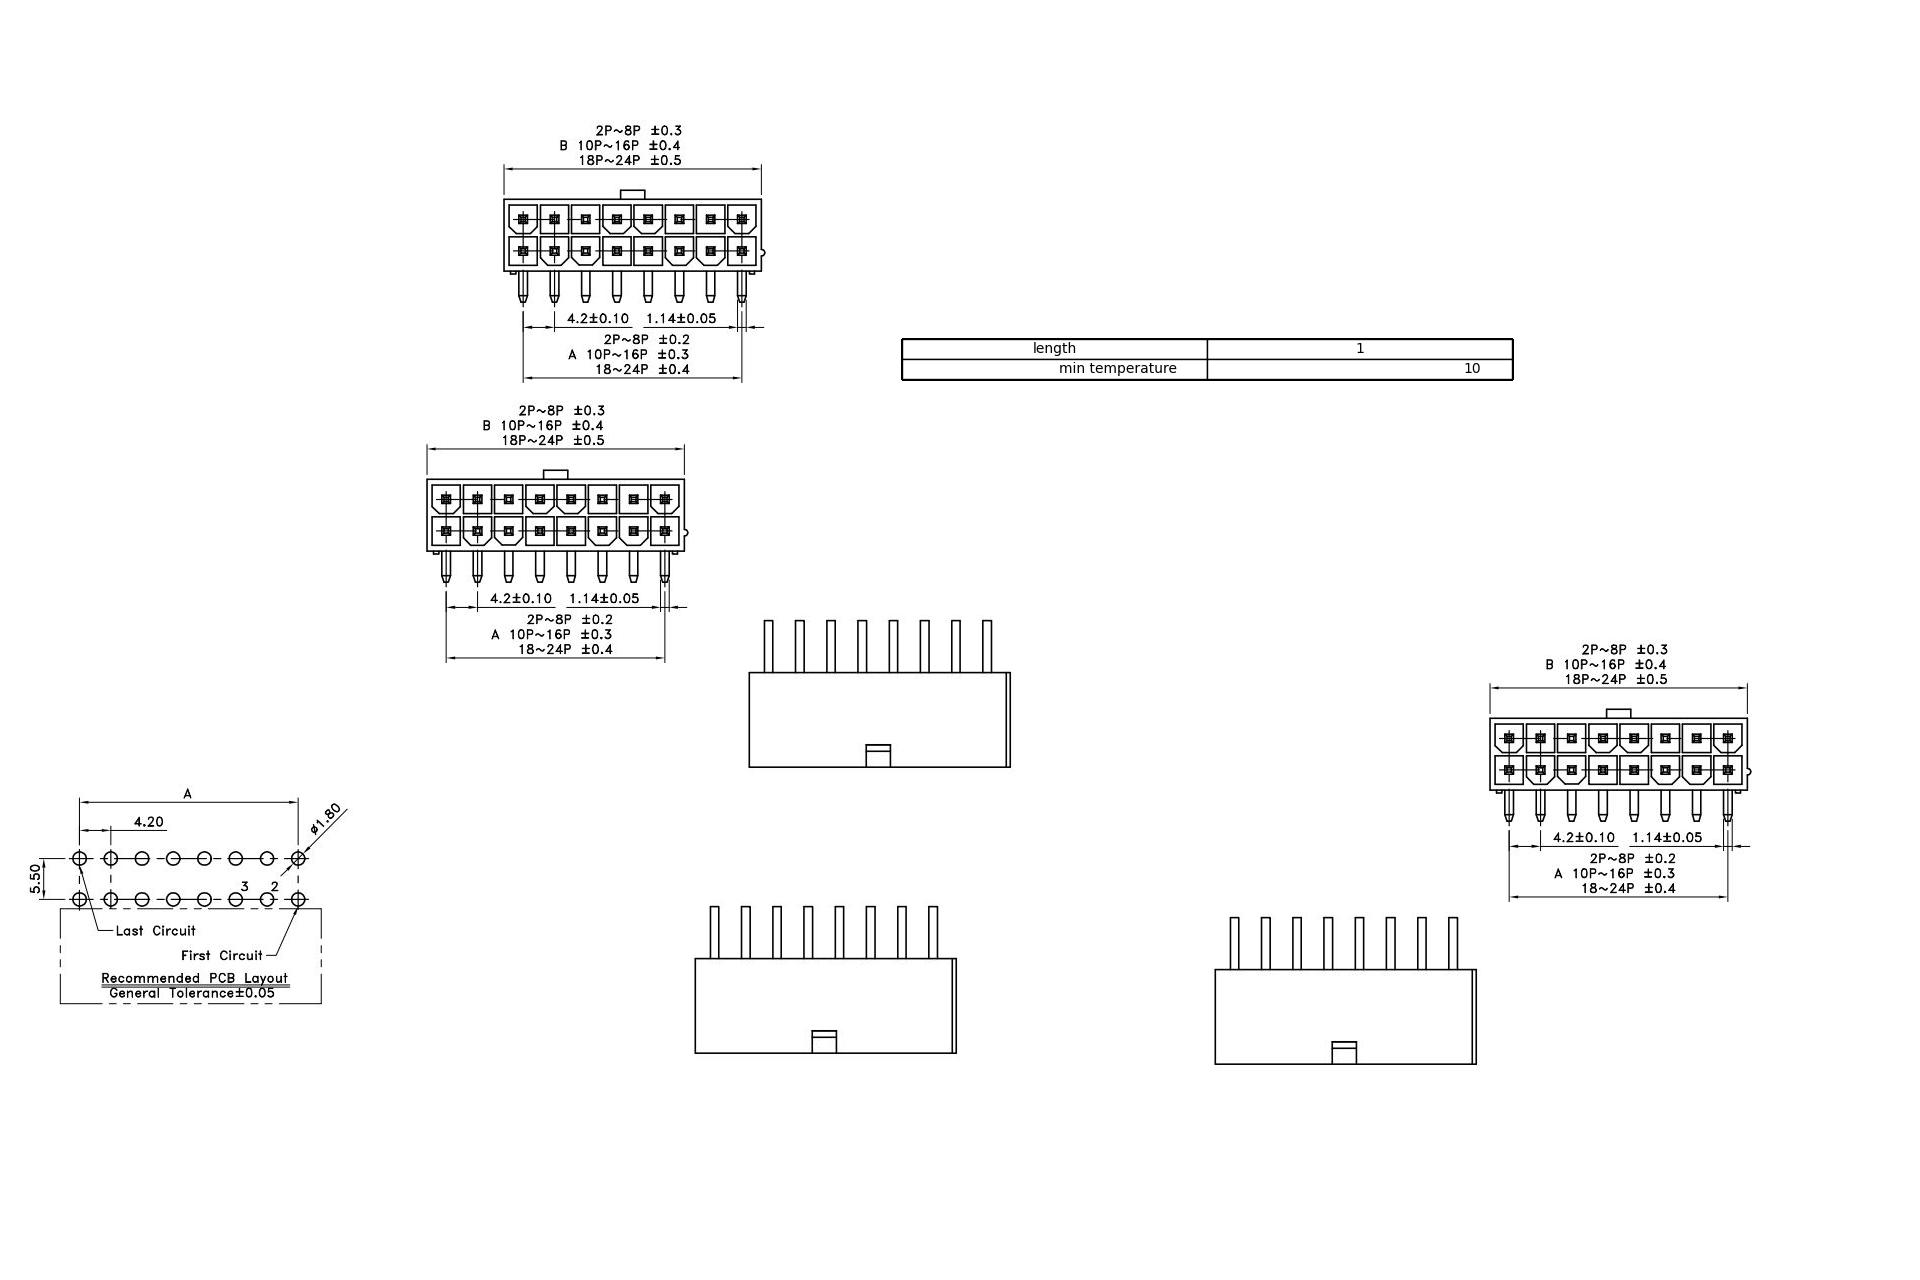 2P~8P ±0.3
B 10P~16P ±0.4
18P~24P ±0.5
4.2±0.10 1.14±0.05
2P~8P ±0.2
A 10P~16P ±0.3
18~24P ±0.4
length 1
min temperature 10
2P~8P ±0.3
B 10P~16P ±0.4
18P~24P ±0.5
4.2±0.10 1.14±0.05
2P~8P ±0.2
A 10P~16P ±0.3
18~24P ±0.4
2P~8P ±0.3
B 10P~16P ±0.4
18P~24P ±0.5
4.2±0.10 1.14±0.05
2P~8P ±0.2
A 10P~16P ±0.3
18~24P ±0.4
A
4.20
ø1.80
5.50
3 2
Last Circuit
First Circuit
Recommended PCB Layout
General Tolerance±0.05